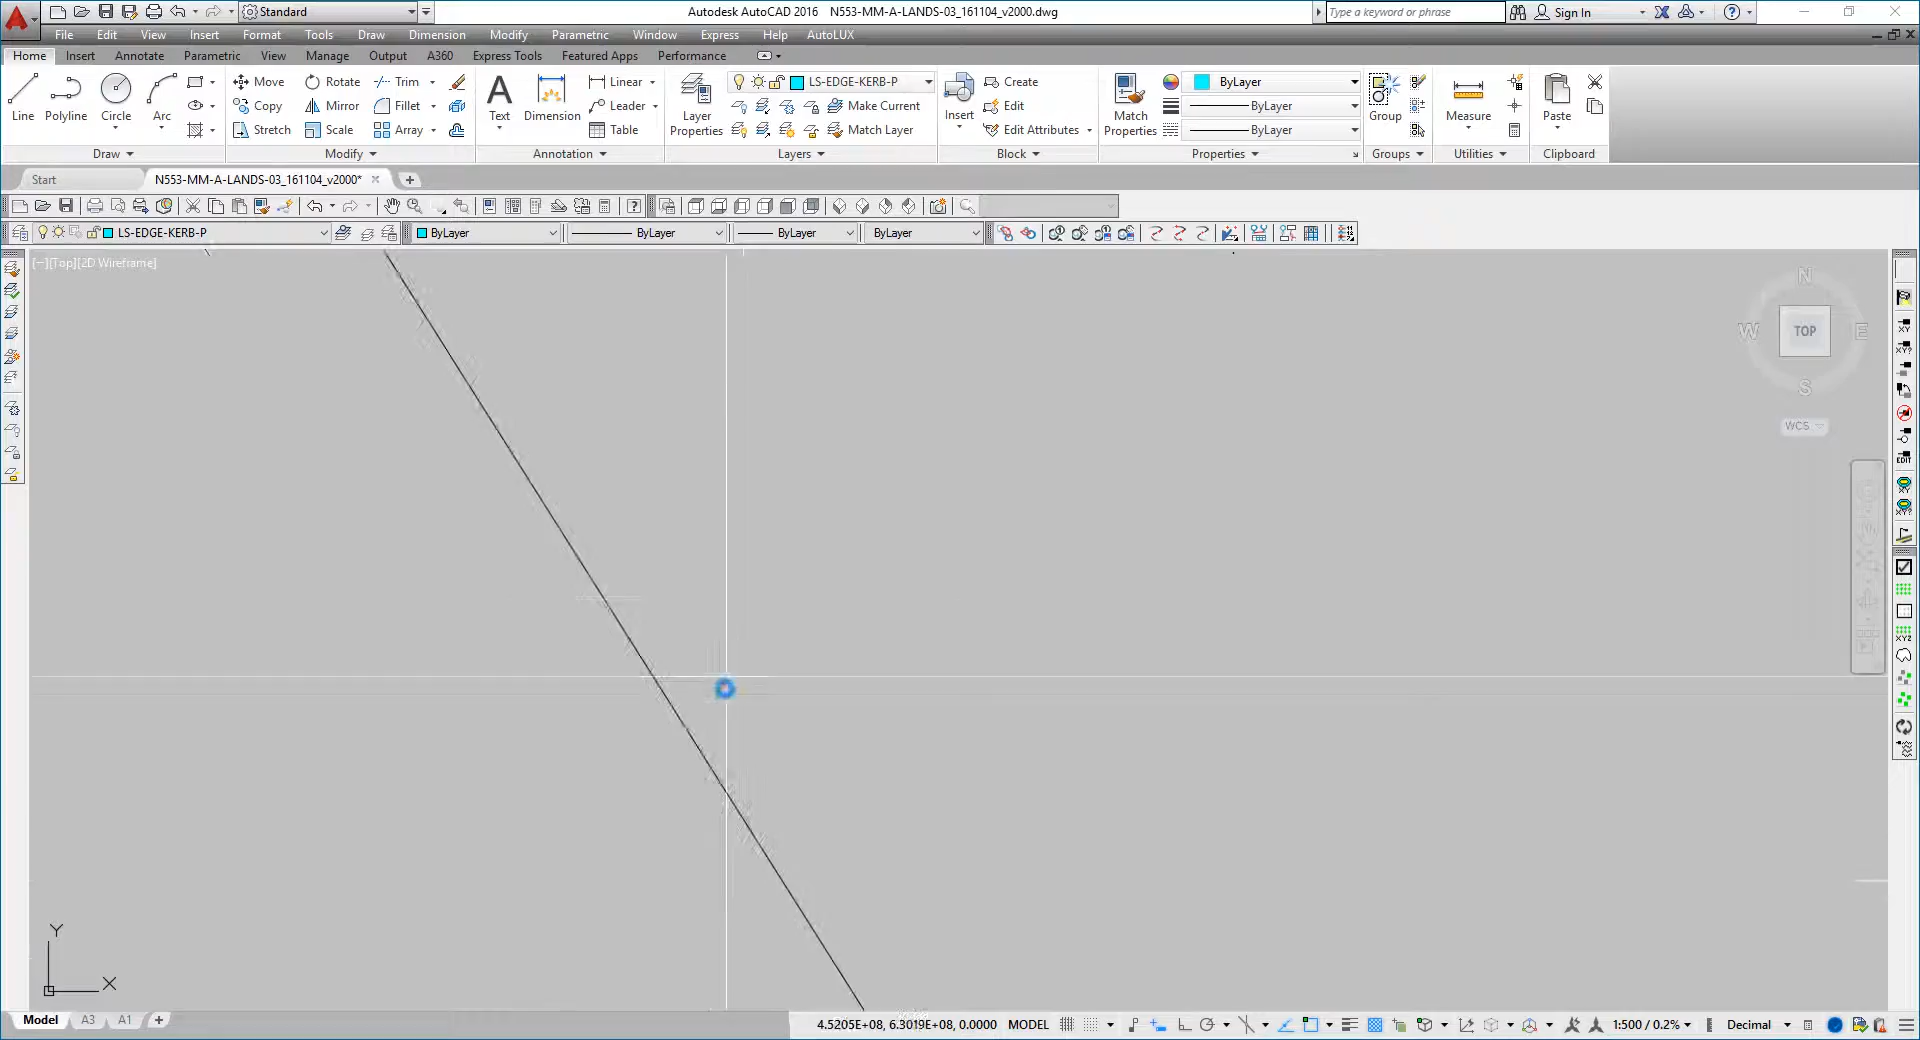 Standard
Autodesk AutoCAD 2016 N553-MM-A-LANDS-03_161104_v2000.dwg
Type a keyword or phrase
Sign In
File Edit View Insert Format Tools Draw Dimension Modify Parametric Window Express Help AutoLUX
Home Insert Annotate Parametric View Manage Output A360 Express Tools Featured Apps Performance
Move Rotate Trim Linear LS-EDGE-KERB-P Create ByLayer
Copy Mirror Fillet Leader Make Current Edit ByLayer
Line Polyline Circle Arc Text Dimension Layer Properties Insert Match Properties Group Measure Paste
Stretch Scale Array Table Match Layer Edit Attributes ByLayer
Draw Modify Annotation Layers Block Properties Groups Utilities Clipboard
Start N553-MM-A-LANDS-03_161104_v2000*
LS-EDGE-KERB-P ByLayer ByLayer ByLayer ByLayer
[−][Top][2D Wireframe]
N
W TOP E
S
WCS
XY
XY?
EDIT
XY
XY?
XYZ
Y
X
Model A3 A1
4.5205E+08, 6.3019E+08, 0.0000 MODEL 1:500 / 0.2% Decimal